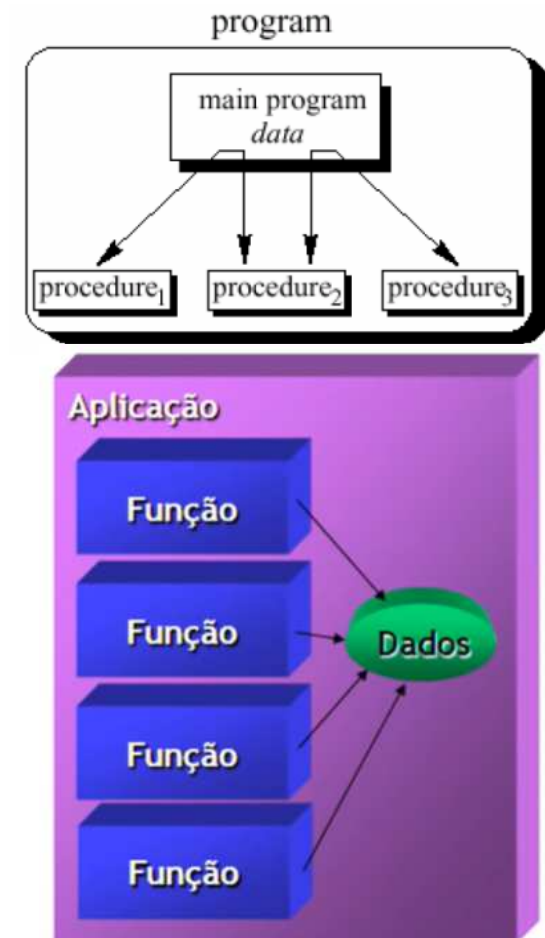 program
main program
data
procedure1
procedure2
procedure3
Aplicação
Função
Função
Dados
Função
Função